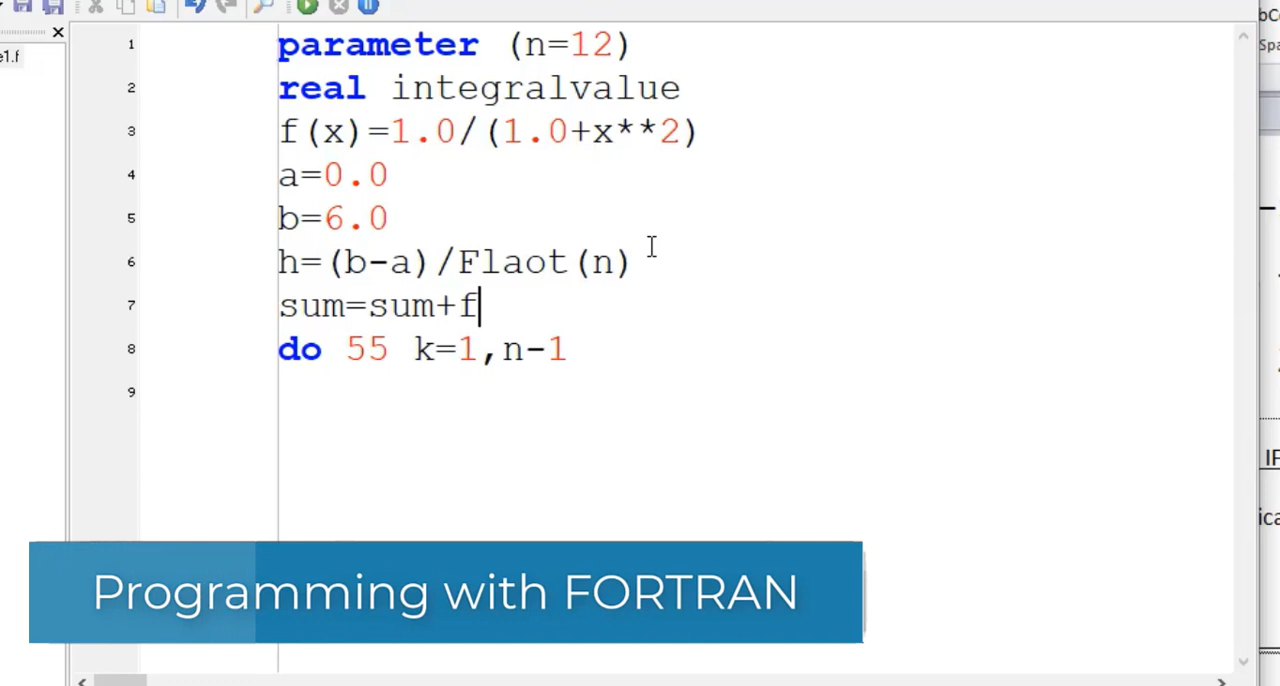 e1.f
1 parameter (n=12)
2 real integralvalue
3 f(x)=1.0/(1.0+x**2)
4 a=0.0
5 b=6.0
6 h=(b-a)/Flaot(n)
7 sum=sum+f
8 do 55 k=1,n-1
9
Programming with FORTRAN